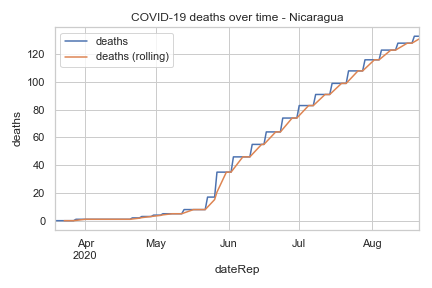 COVID-19 deaths over time - Nicaragua
deaths
deaths (rolling)
120
100
80
60
40
20
0
deaths
Apr
2020
May
Jun
Jul
Aug
dateRep